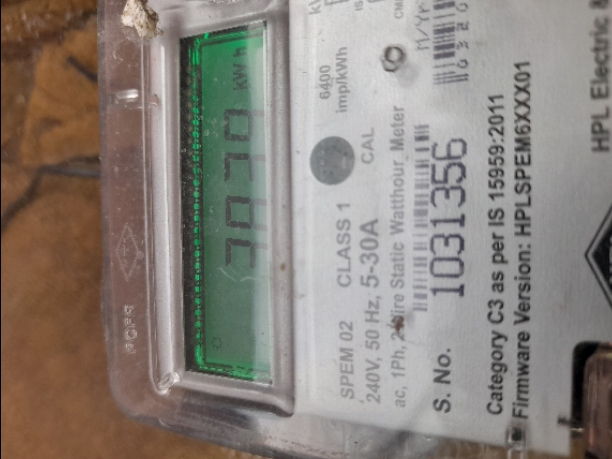 kWh
6400
imp/kWh
SPEM 02 CLASS 1
240V, 50 Hz, 5-30A CAL
ac, 1Ph, 2-Wire Static Watthour Meter
M/Yr
S. No. 1031356
Category C3 as per IS 15959:2011
Firmware Version: HPLSPEM6XXX01
HPL Electric &